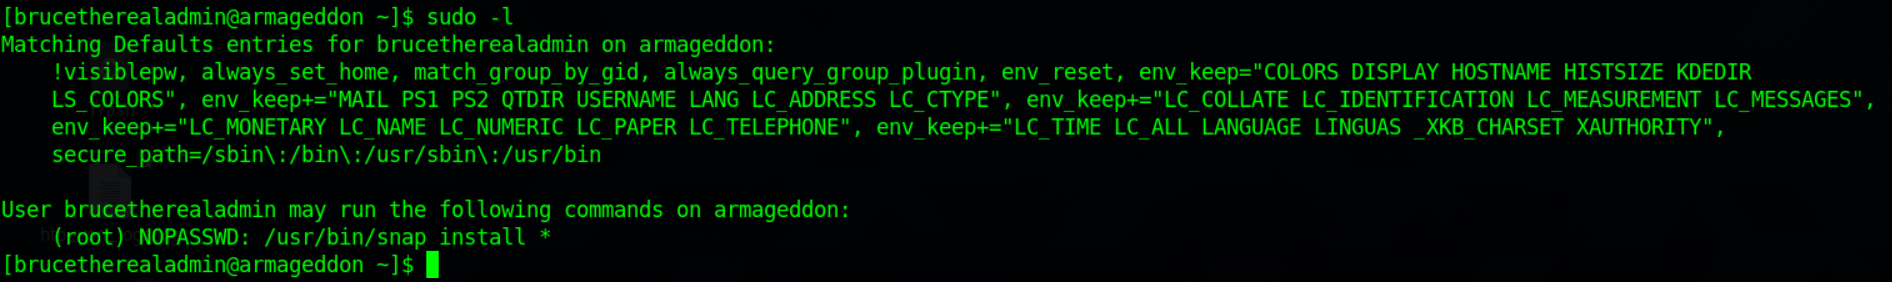 [brucetherealadmin@armageddon ~]$ sudo -l
Matching Defaults entries for brucetherealadmin on armageddon:
    !visiblepw, always_set_home, match_group_by_gid, always_query_group_plugin, env_reset, env_keep="COLORS DISPLAY HOSTNAME HISTSIZE KDEDIR
    LS_COLORS", env_keep+="MAIL PS1 PS2 QTDIR USERNAME LANG LC_ADDRESS LC_CTYPE", env_keep+="LC_COLLATE LC_IDENTIFICATION LC_MEASUREMENT LC_MESSAGES",
    env_keep+="LC_MONETARY LC_NAME LC_NUMERIC LC_PAPER LC_TELEPHONE", env_keep+="LC_TIME LC_ALL LANGUAGE LINGUAS _XKB_CHARSET XAUTHORITY",
    secure_path=/sbin\:/bin\:/usr/sbin\:/usr/bin
User brucetherealadmin may run the following commands on armageddon:
    (root) NOPASSWD: /usr/bin/snap install *
[brucetherealadmin@armageddon ~]$